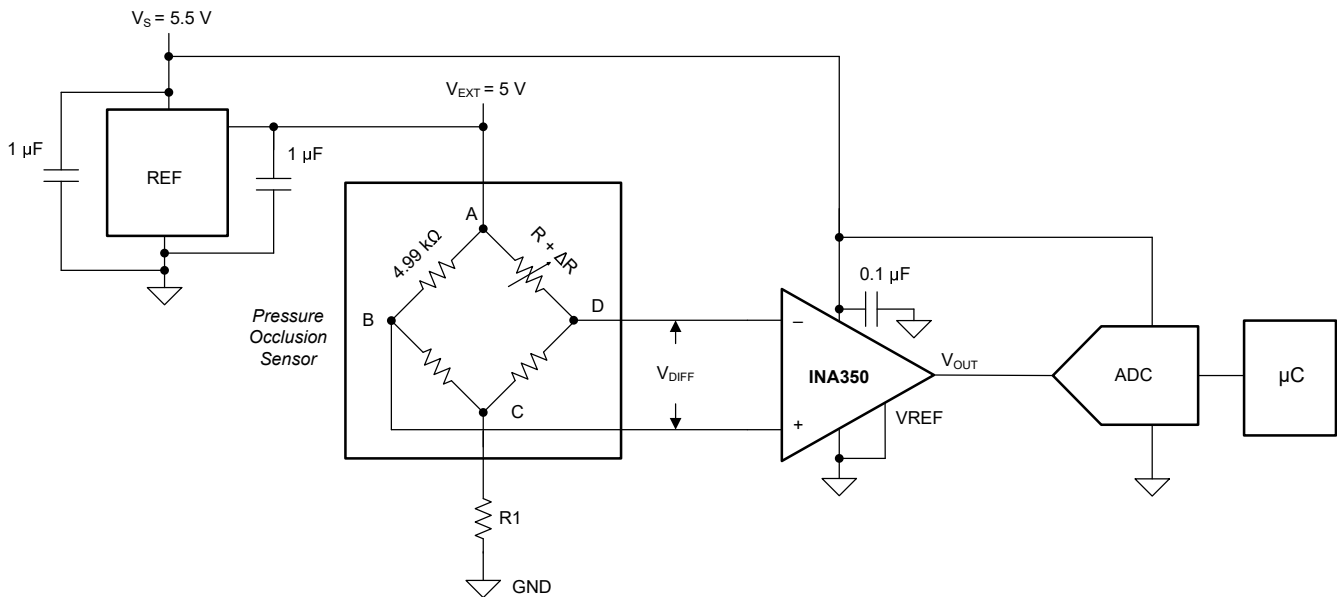 V_S = 5.5 V
V_EXT = 5 V
1 µF
REF
1 µF
A
4.99 kΩ
R + ΔR
B
D
Pressure
Occlusion
Sensor
C
V_DIFF
R1
GND
0.1 µF
–
INA350
+
VREF
V_OUT
ADC
µC